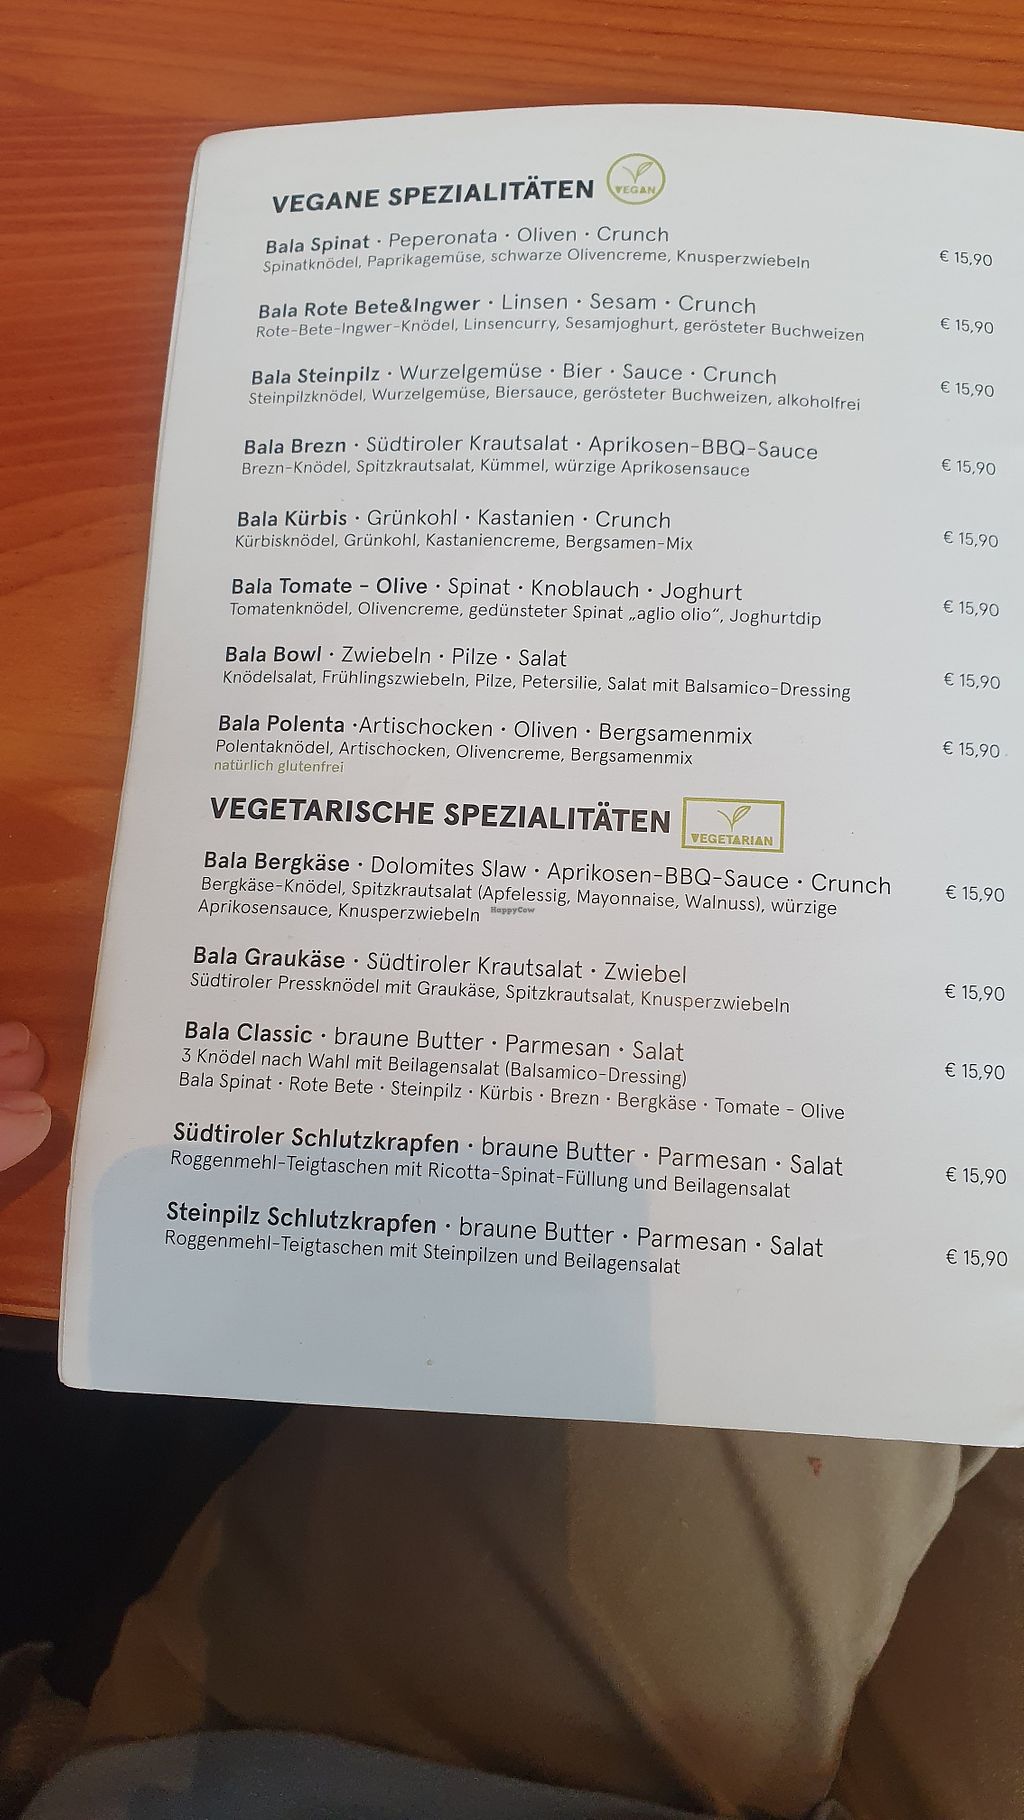 VEGANE SPEZIALITÄTEN
VEGAN
Bala Spinat · Peperonata · Oliven · Crunch
Spinatknödel, Paprikagemüse, schwarze Olivencreme, Knusperzwiebeln
€ 15,90
Bala Rote Bete&Ingwer · Linsen · Sesam · Crunch
Rote-Bete-Ingwer-Knödel, Linsencurry, Sesamjoghurt, gerösteter Buchweizen
€ 15,90
Bala Steinpilz · Wurzelgemüse · Bier · Sauce · Crunch
Steinpilzknödel, Wurzelgemüse, Biersauce, gerösteter Buchweizen, alkoholfrei
€ 15,90
Bala Brezn · Südtiroler Krautsalat · Aprikosen-BBQ-Sauce
Brezn-Knödel, Spitzkrautsalat, Kümmel, würzige Aprikosensauce
€ 15,90
Bala Kürbis · Grünkohl · Kastanien · Crunch
Kürbisknödel, Grünkohl, Kastaniencreme, Bergsamen-Mix
€ 15,90
Bala Tomate - Olive · Spinat · Knoblauch · Joghurt
Tomatenknödel, Olivencreme, gedünsteter Spinat „aglio olio“, Joghurtdip
€ 15,90
Bala Bowl · Zwiebeln · Pilze · Salat
Knödelsalat, Frühlingszwiebeln, Pilze, Petersilie, Salat mit Balsamico-Dressing
€ 15,90
Bala Polenta ·Artischocken · Oliven · Bergsamenmix
Polentaknödel, Artischocken, Olivencreme, Bergsamenmix
natürlich glutenfrei
€ 15,90
VEGETARISCHE SPEZIALITÄTEN
VEGETARIAN
Bala Bergkäse · Dolomites Slaw · Aprikosen-BBQ-Sauce · Crunch
Bergkäse-Knödel, Spitzkrautsalat (Apfelessig, Mayonnaise, Walnuss), würzige
Aprikosensauce, Knusperzwiebeln
HappyCow
€ 15,90
Bala Graukäse · Südtiroler Krautsalat · Zwiebel
Südtiroler Pressknödel mit Graukäse, Spitzkrautsalat, Knusperzwiebeln
€ 15,90
Bala Classic · braune Butter · Parmesan · Salat
3 Knödel nach Wahl mit Beilagensalat (Balsamico-Dressing)
Bala Spinat · Rote Bete · Steinpilz · Kürbis · Brezn · Bergkäse · Tomate - Olive
€ 15,90
Südtiroler Schlutzkrapfen · braune Butter · Parmesan · Salat
Roggenmehl-Teigtaschen mit Ricotta-Spinat-Füllung und Beilagensalat
€ 15,90
Steinpilz Schlutzkrapfen · braune Butter · Parmesan · Salat
Roggenmehl-Teigtaschen mit Steinpilzen und Beilagensalat
€ 15,90